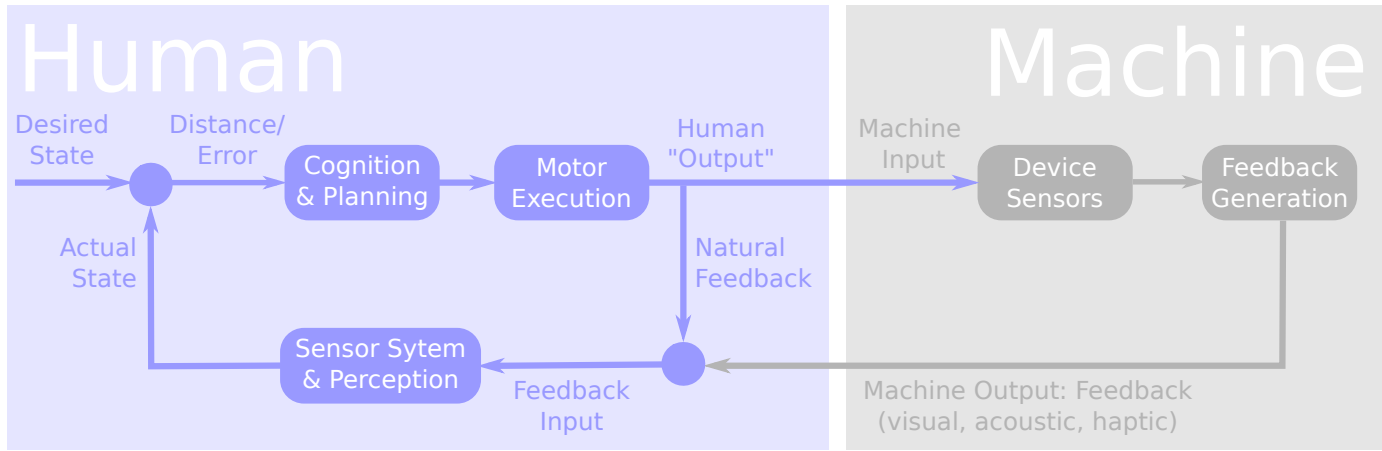 Human
Machine
Desired
State
Distance/
Error
Cognition
& Planning
Motor
Execution
Human
"Output"
Machine
Input
Device
Sensors
Feedback
Generation
Actual
State
Natural
Feedback
Sensor Sytem
& Perception
Feedback
Input
Machine Output: Feedback
(visual, acoustic, haptic)